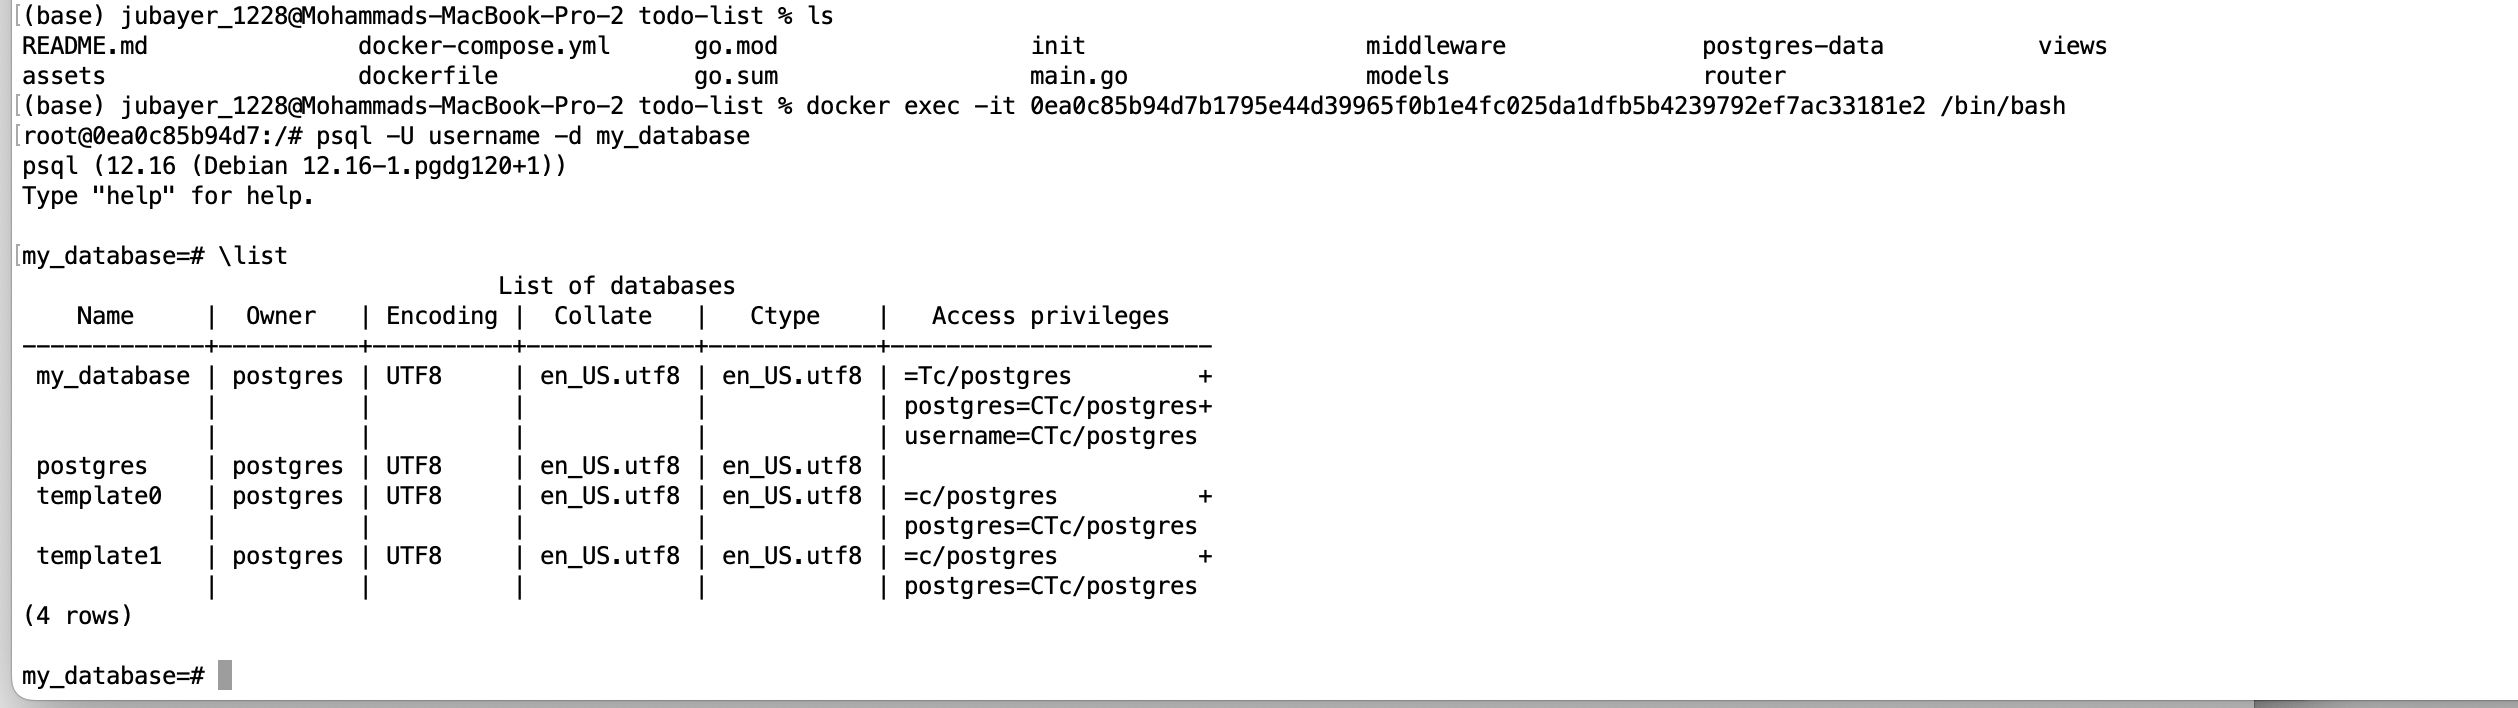 (base) jubayer_1228@Mohammads-MacBook-Pro-2 todo-list % ls
README.md               docker-compose.yml      go.mod                  init                    middleware              postgres-data           views
assets                  dockerfile              go.sum                  main.go                 models                  router
(base) jubayer_1228@Mohammads-MacBook-Pro-2 todo-list % docker exec -it 0ea0c85b94d7b1795e44d39965f0b1e4fc025da1dfb5b4239792ef7ac33181e2 /bin/bash
root@0ea0c85b94d7:/# psql -U username -d my_database
psql (12.16 (Debian 12.16-1.pgdg120+1))
Type "help" for help.

my_database=# \list
                                  List of databases
    Name     |  Owner   | Encoding |  Collate   |   Ctype    |   Access privileges
-------------+----------+----------+------------+------------+-----------------------
 my_database | postgres | UTF8     | en_US.utf8 | en_US.utf8 | =Tc/postgres         +
             |          |          |            |            | postgres=CTc/postgres+
             |          |          |            |            | username=CTc/postgres
 postgres    | postgres | UTF8     | en_US.utf8 | en_US.utf8 |
 template0   | postgres | UTF8     | en_US.utf8 | en_US.utf8 | =c/postgres          +
             |          |          |            |            | postgres=CTc/postgres
 template1   | postgres | UTF8     | en_US.utf8 | en_US.utf8 | =c/postgres          +
             |          |          |            |            | postgres=CTc/postgres
(4 rows)

my_database=#